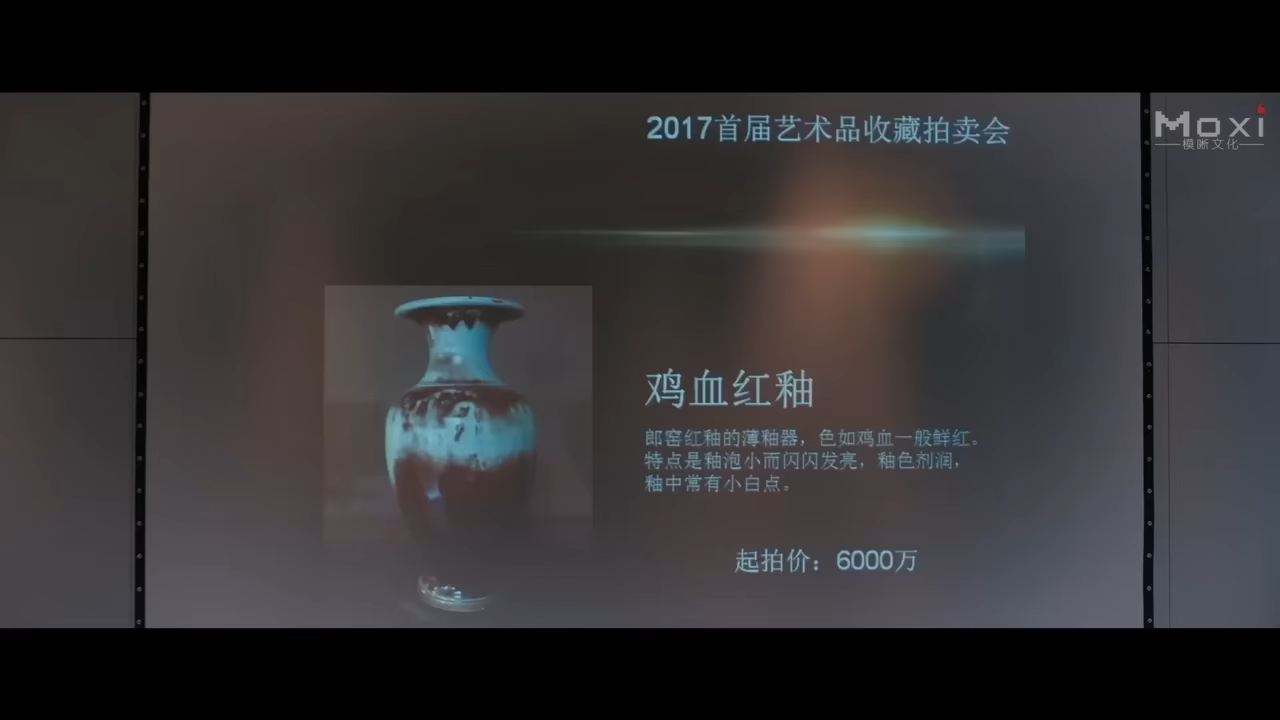 2017首届艺术品收藏拍卖会
Moxi
模晰文化
鸡血红釉
郎窑红釉的薄釉器，色如鸡血一般鲜红。
特点是釉泡小而闪闪发亮，釉色剂润，
釉中常有小白点。
起拍价：6000万